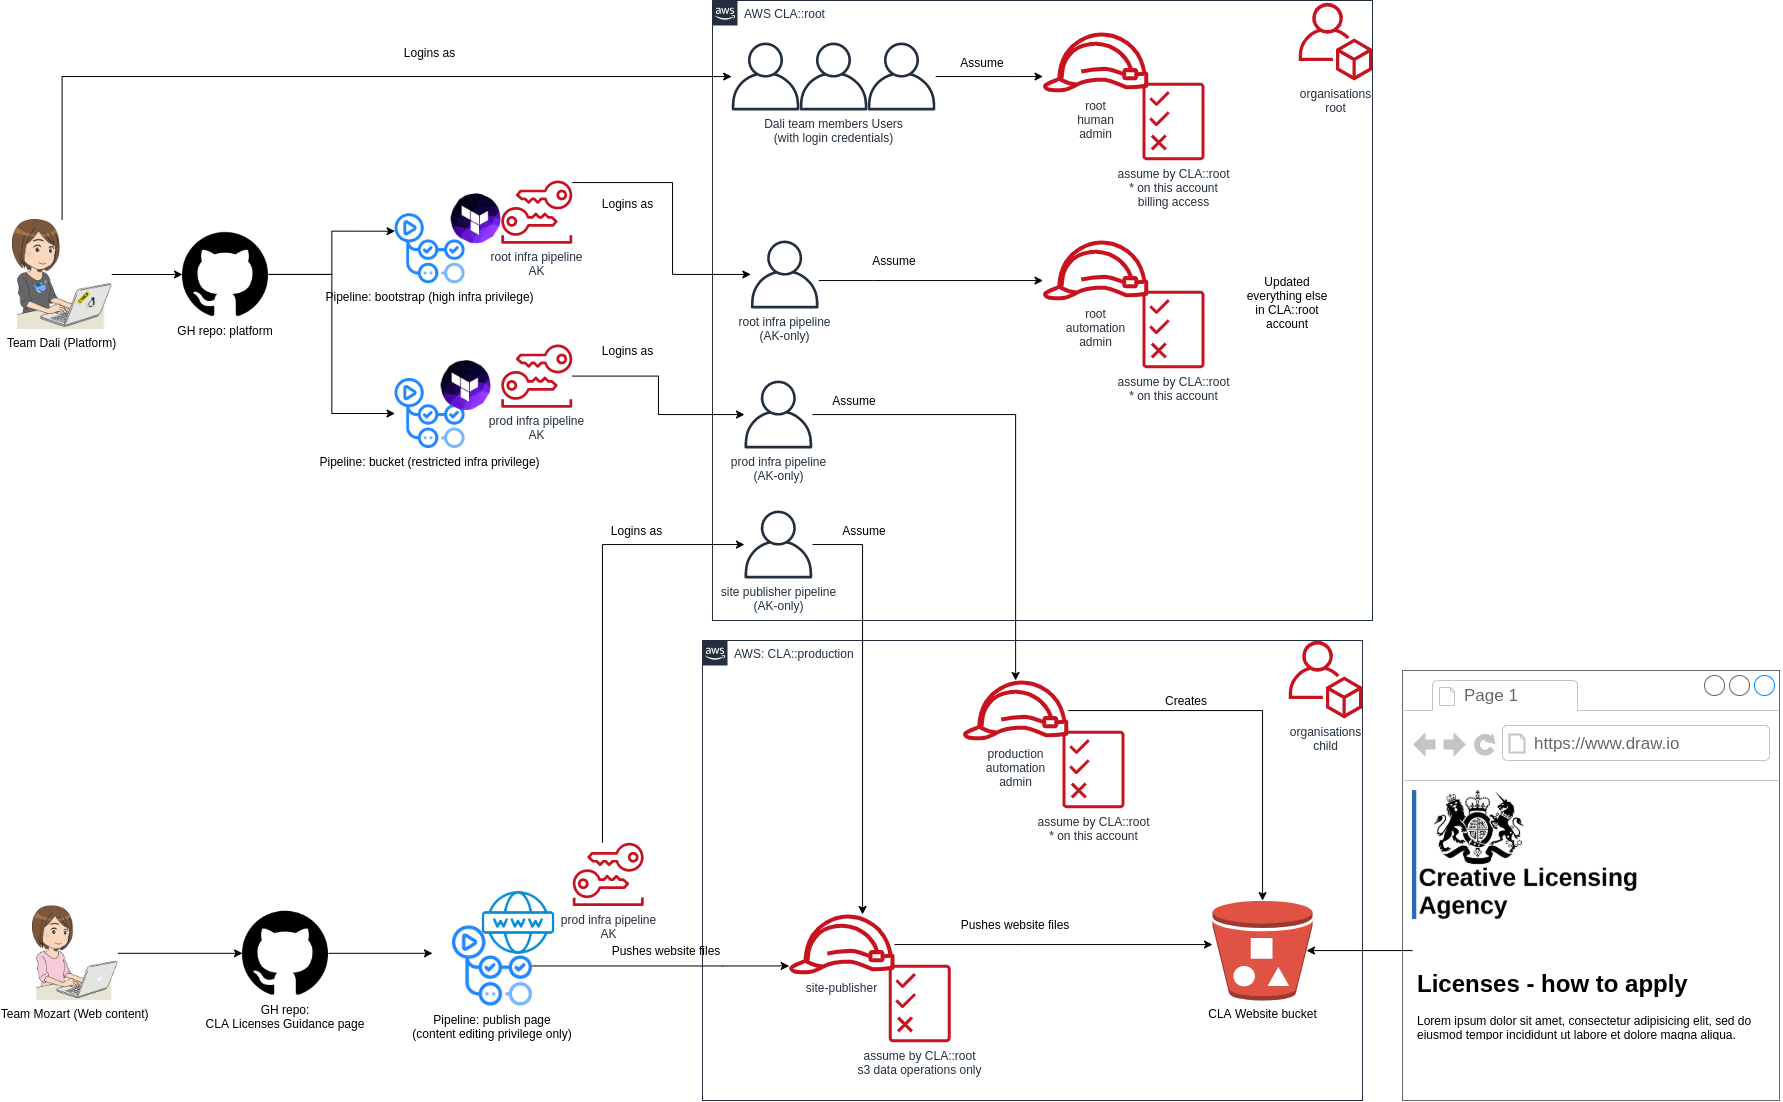 aws
AWS CLA::root
Logins as
Assume
organisations
root
root
human
admin
Dali team members Users
(with login credentials)
assume by CLA::root
* on this account
billing access
Logins as
root infra pipeline
AK
Assume
Pipeline: bootstrap (high infra privilege)
Updated
everything else
in CLA::root
account
GH repo: platform
Team Dali (Platform)
root infra pipeline
(AK-only)
root
automation
admin
Logins as
assume by CLA::root
* on this account
Assume
prod infra pipeline
AK
Pipeline: bucket (restricted infra privilege)
prod infra pipeline
(AK-only)
Logins as
Assume
site publisher pipeline
(AK-only)
aws
AWS: CLA::production
Creates
organisations
child
production
automation
admin
assume by CLA::root
* on this account
Page 1
https://www.draw.io
Creative Licensing
Agency
Licenses - how to apply
Lorem ipsum dolor sit amet, consectetur adipisicing elit, sed do
eiusmod tempor incididunt ut labore et dolore magna aliqua.
WWW
prod infra pipeline
AK
Pushes website files
Pushes website files
site-publisher
Team Mozart (Web content)
GH repo:
CLA Licenses Guidance page
Pipeline: publish page
(content editing privilege only)
assume by CLA::root
s3 data operations only
CLA Website bucket